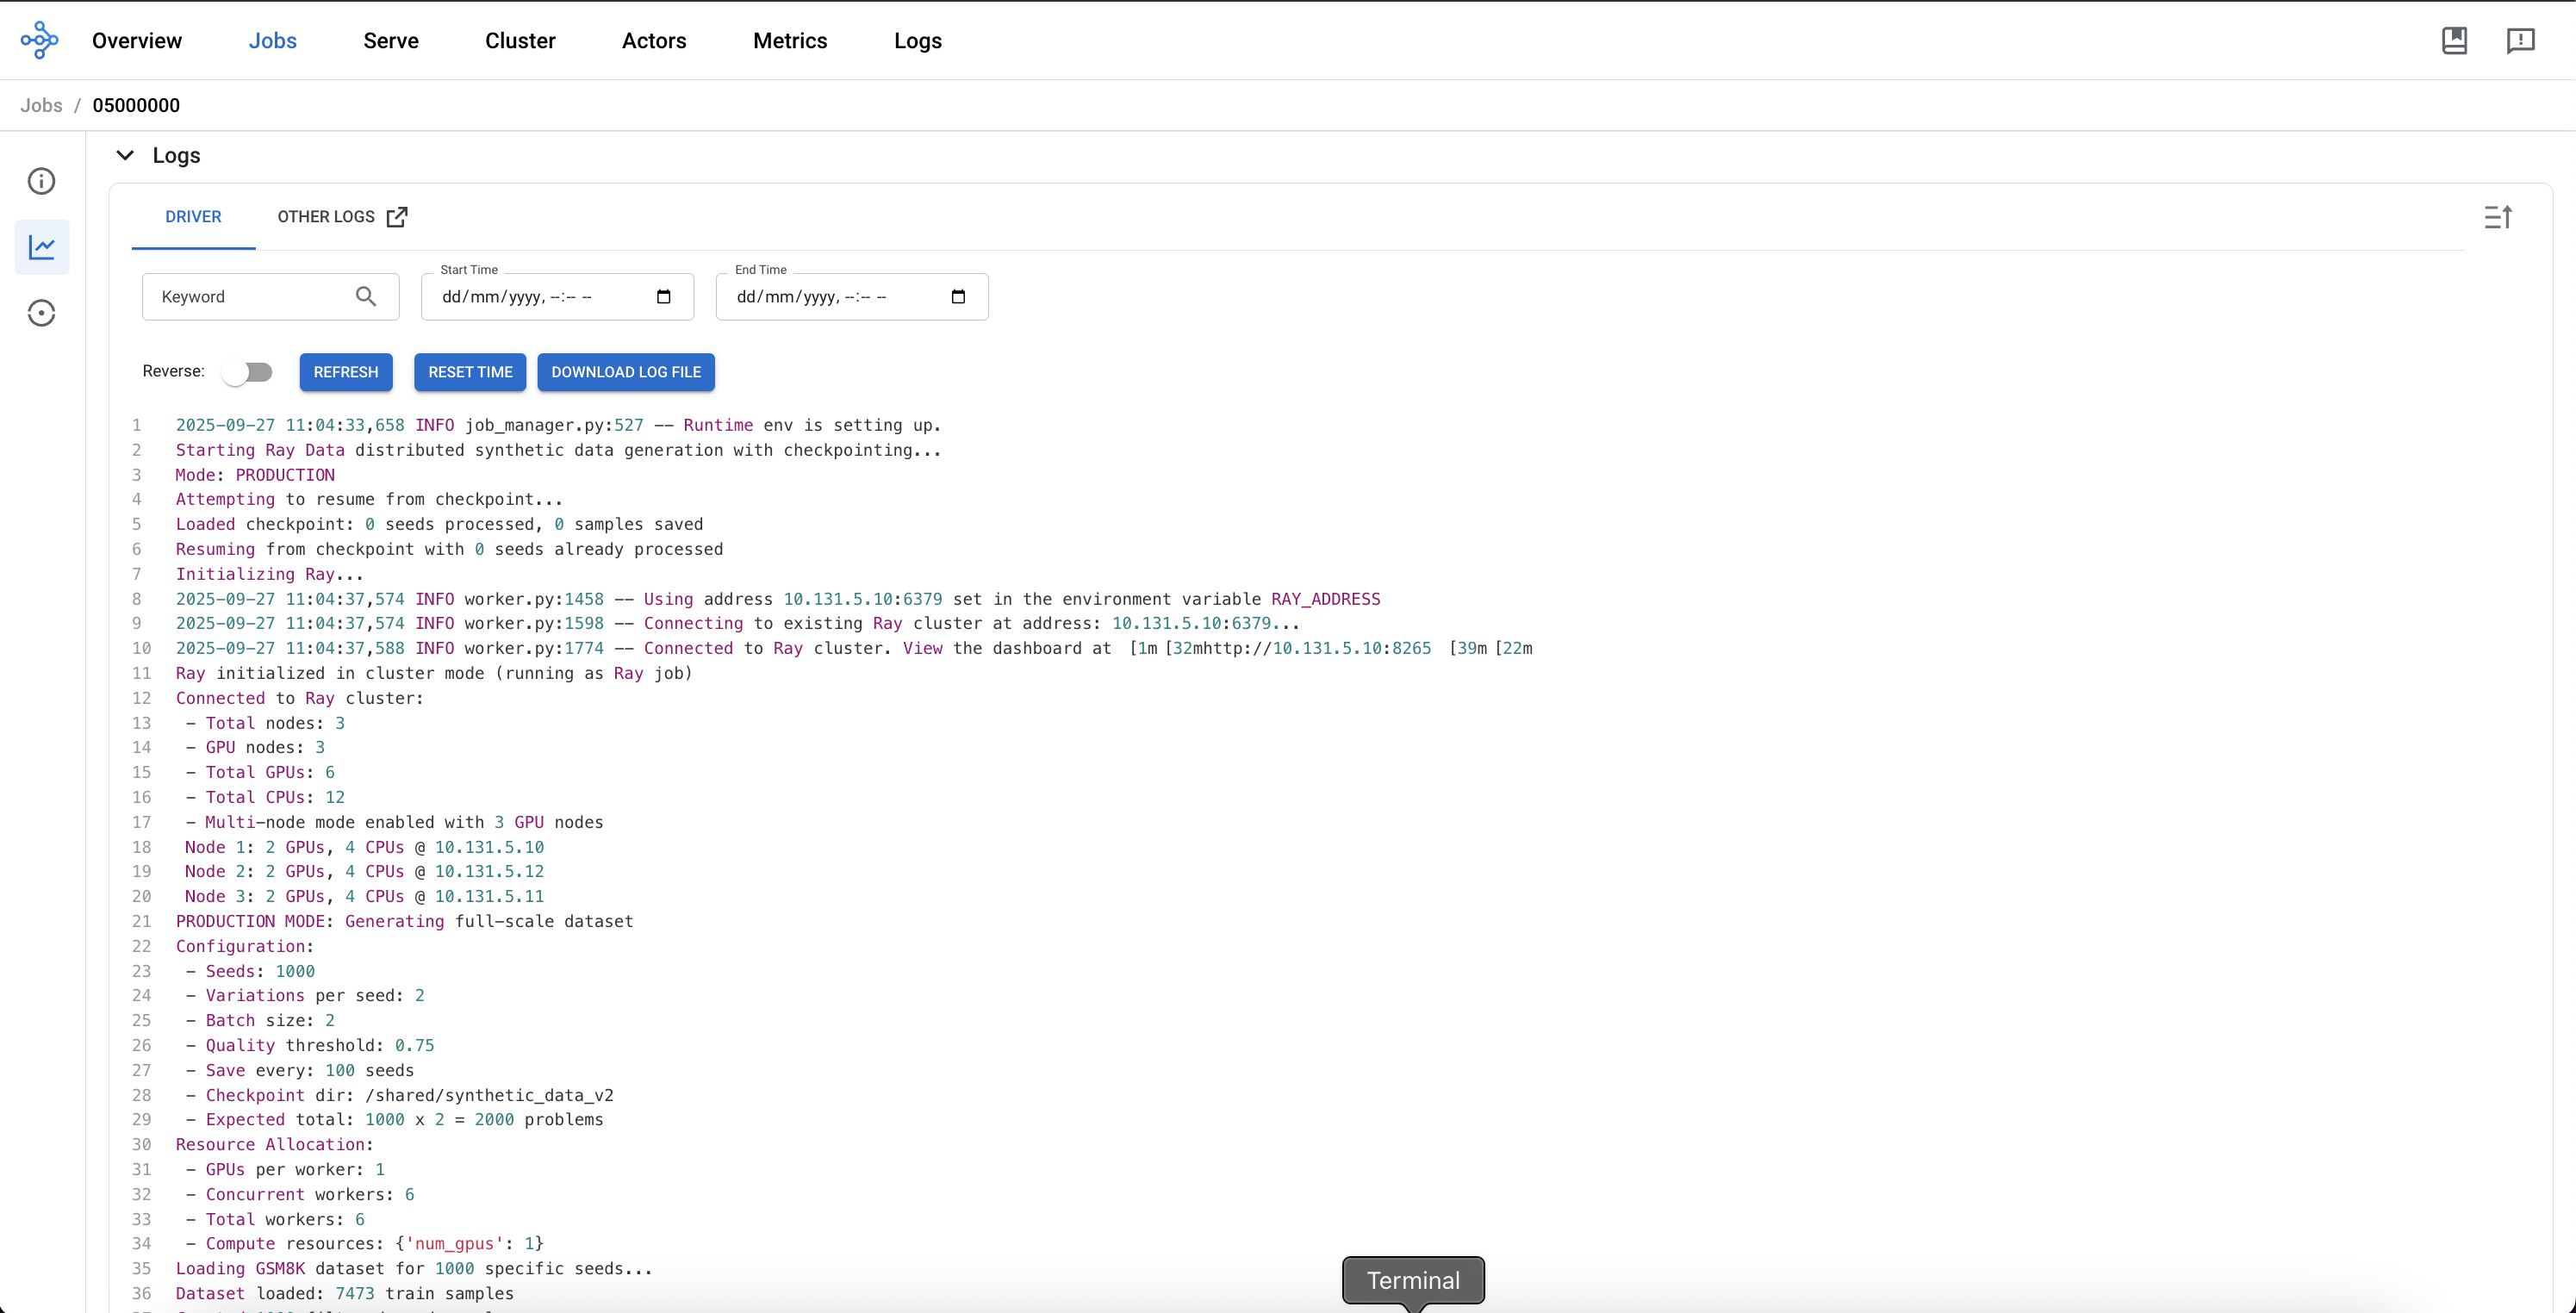 Overview Jobs Serve Cluster Actors Metrics Logs
Jobs / 05000000
Logs
DRIVER OTHER LOGS
Start Time End Time
Keyword dd/mm/yyyy, --:-- -- dd/mm/yyyy, --:-- --
Reverse: REFRESH RESET TIME DOWNLOAD LOG FILE
1 2025-09-27 11:04:33,658 INFO job_manager.py:527 -- Runtime env is setting up.
2 Starting Ray Data distributed synthetic data generation with checkpointing...
3 Mode: PRODUCTION
4 Attempting to resume from checkpoint...
5 Loaded checkpoint: 0 seeds processed, 0 samples saved
6 Resuming from checkpoint with 0 seeds already processed
7 Initializing Ray...
8 2025-09-27 11:04:37,574 INFO worker.py:1458 -- Using address 10.131.5.10:6379 set in the environment variable RAY_ADDRESS
9 2025-09-27 11:04:37,574 INFO worker.py:1598 -- Connecting to existing Ray cluster at address: 10.131.5.10:6379...
10 2025-09-27 11:04:37,588 INFO worker.py:1774 -- Connected to Ray cluster. View the dashboard at [1m [32mhttp://10.131.5.10:8265 [39m [22m
11 Ray initialized in cluster mode (running as Ray job)
12 Connected to Ray cluster:
13 - Total nodes: 3
14 - GPU nodes: 3
15 - Total GPUs: 6
16 - Total CPUs: 12
17 - Multi-node mode enabled with 3 GPU nodes
18 Node 1: 2 GPUs, 4 CPUs @ 10.131.5.10
19 Node 2: 2 GPUs, 4 CPUs @ 10.131.5.12
20 Node 3: 2 GPUs, 4 CPUs @ 10.131.5.11
21 PRODUCTION MODE: Generating full-scale dataset
22 Configuration:
23 - Seeds: 1000
24 - Variations per seed: 2
25 - Batch size: 2
26 - Quality threshold: 0.75
27 - Save every: 100 seeds
28 - Checkpoint dir: /shared/synthetic_data_v2
29 - Expected total: 1000 x 2 = 2000 problems
30 Resource Allocation:
31 - GPUs per worker: 1
32 - Concurrent workers: 6
33 - Total workers: 6
34 - Compute resources: {'num_gpus': 1}
35 Loading GSM8K dataset for 1000 specific seeds...
36 Dataset loaded: 7473 train samples
Terminal